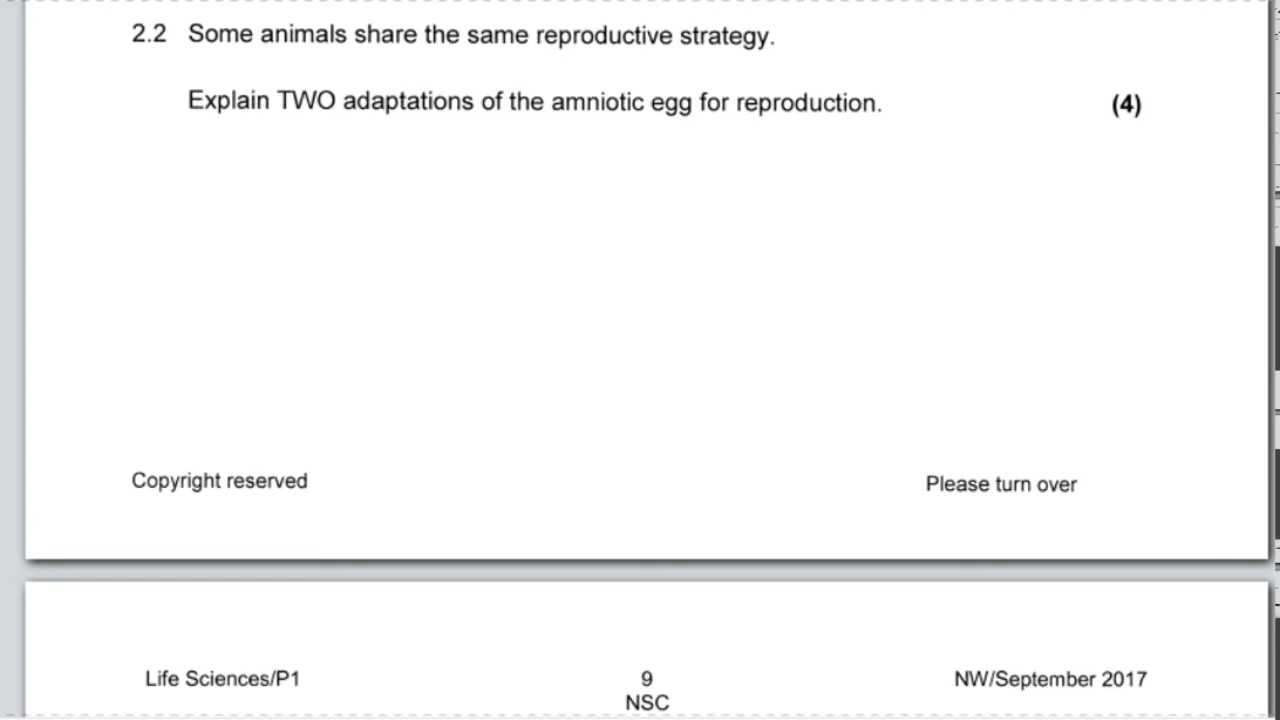 2.2 Some animals share the same reproductive strategy.
Explain TWO adaptations of the amniotic egg for reproduction. (4)
Copyright reserved Please turn over
Life Sciences/P1 9 NW/September 2017
NSC